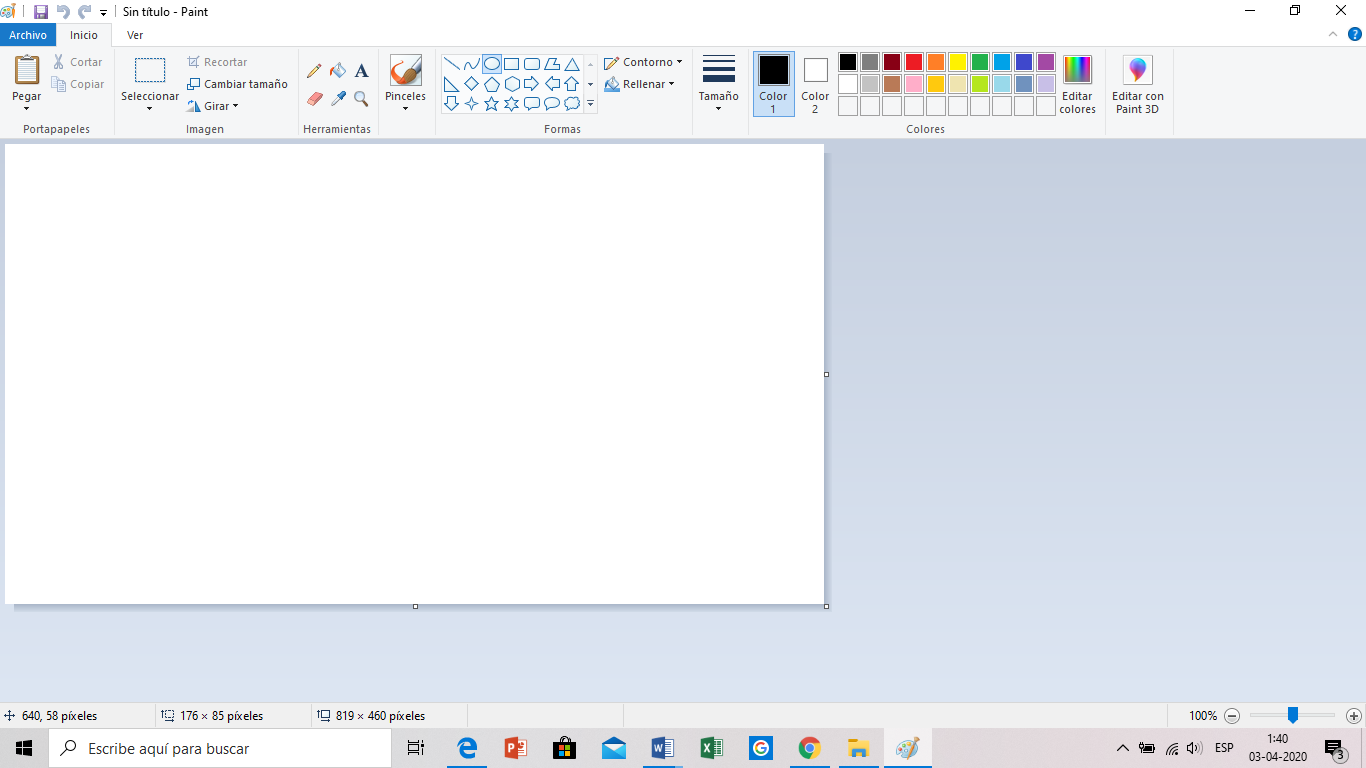 Sin título - Paint
Archivo
Inicio
Ver
Pegar
Cortar
Copiar
Portapapeles
Seleccionar
Recortar
Cambiar tamaño
Girar
Imagen
A
Herramientas
Pinceles
Contorno
Rellenar
Formas
Tamaño
Color
1
Color
2
Editar
colores
Colores
Editar con
Paint 3D
640, 58 píxeles
176 × 85 píxeles
819 × 460 píxeles
100%
Escribe aquí para buscar
ESP
1:40
03-04-2020
3